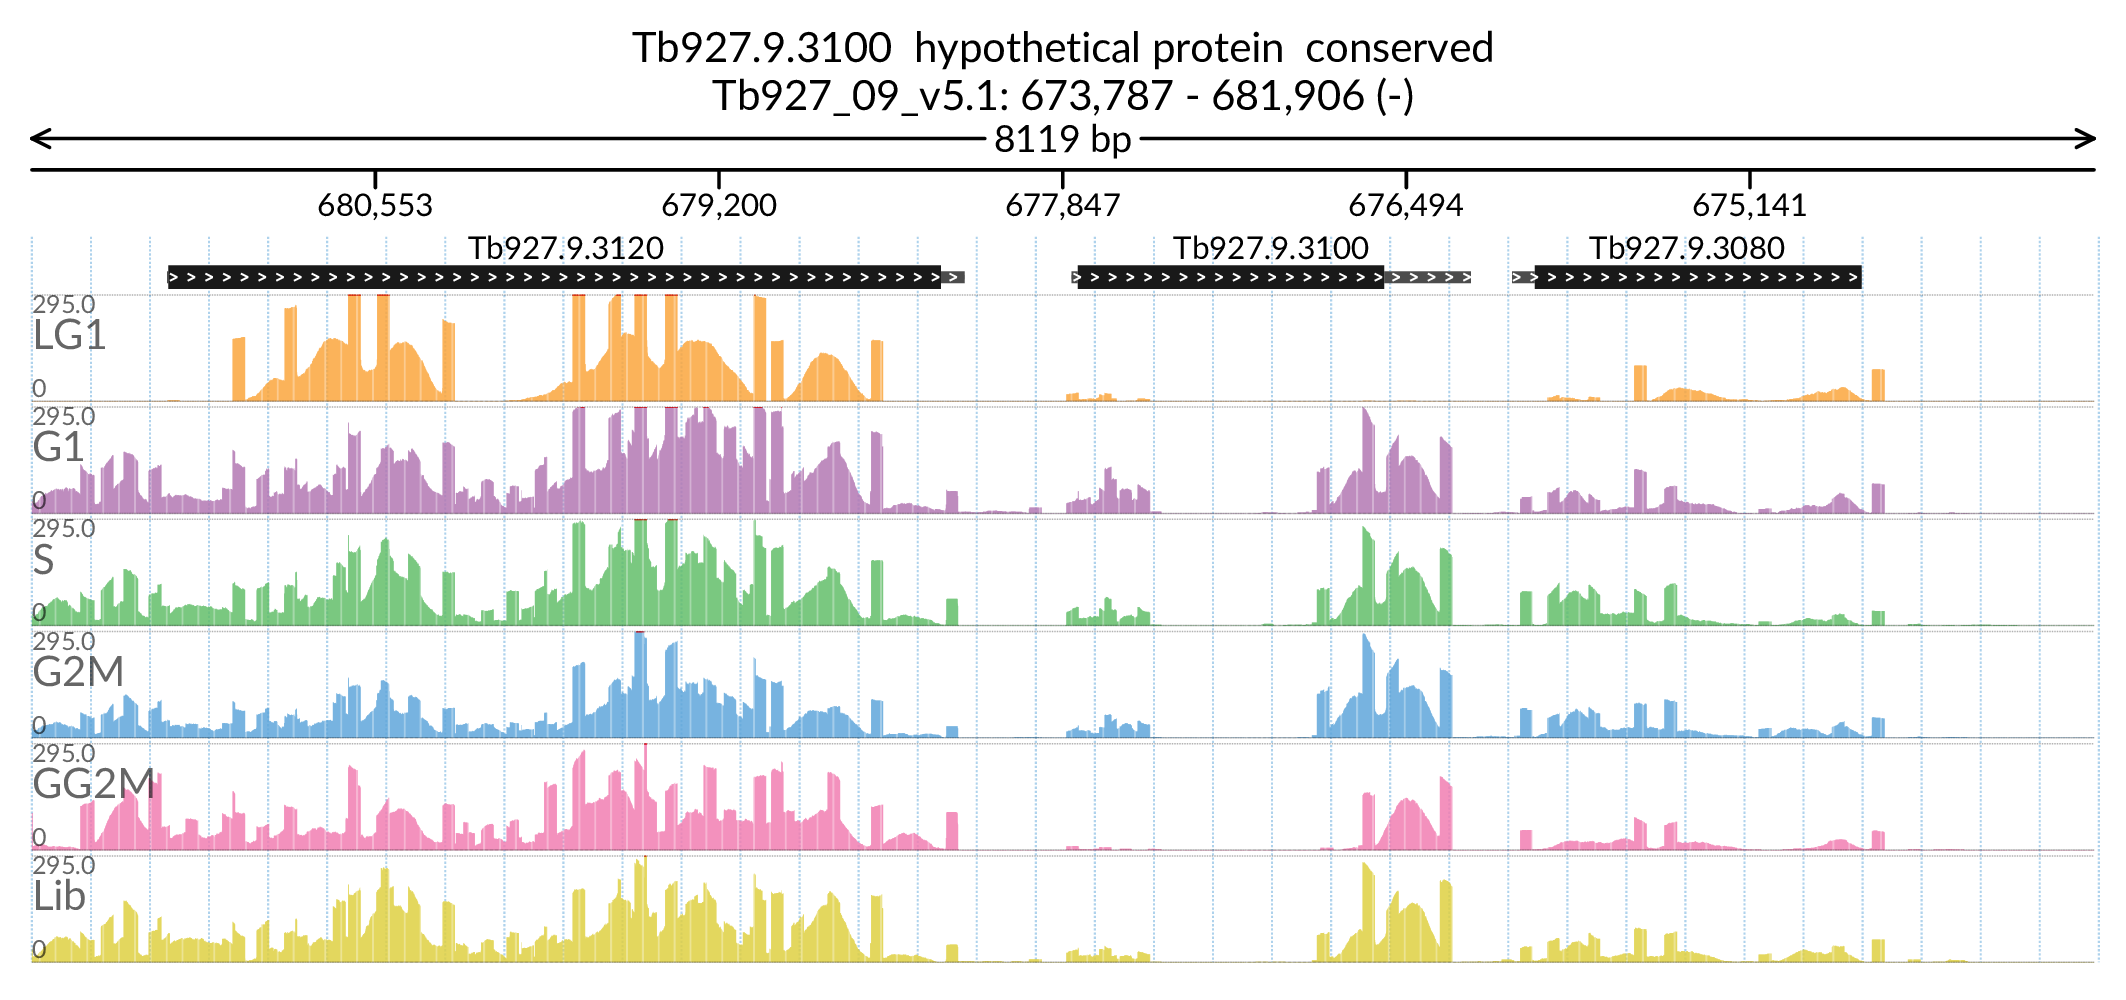 Tb927.9.3100  hypothetical protein  conserved
Tb927_09_v5.1: 673,787 - 681,906 (-)
8119 bp
680,553 679,200 677,847 676,494 675,141
Tb927.9.3120 Tb927.9.3100 Tb927.9.3080
295.0
LG1
0
295.0
G1
0
295.0
S
0
295.0
G2M
0
295.0
GG2M
0
295.0
Lib
0